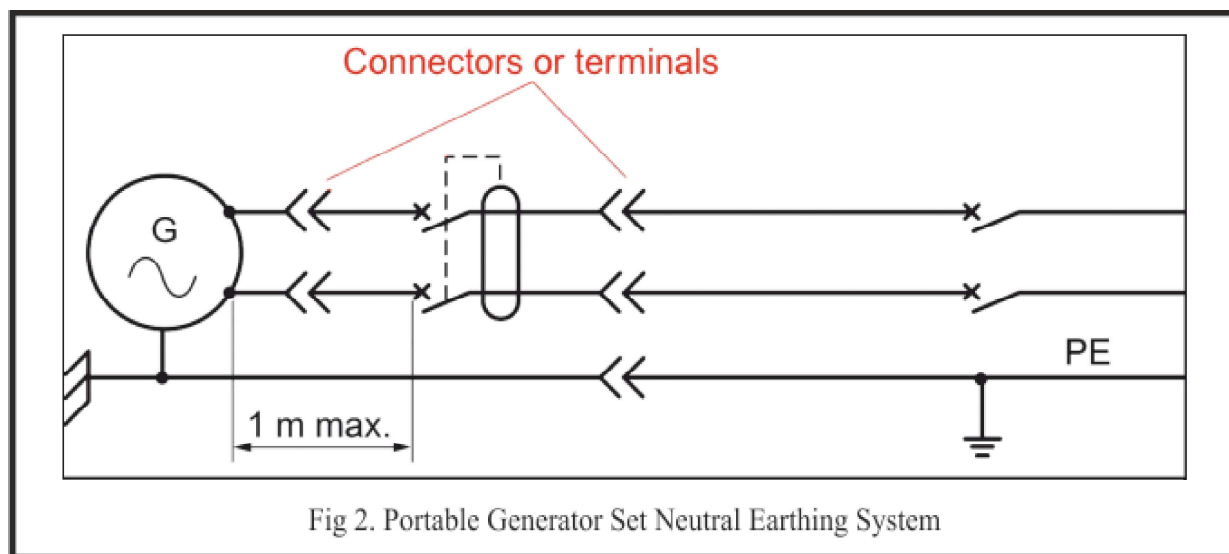 Connectors or terminals
G
PE
1 m max.
Fig 2. Portable Generator Set Neutral Earthing System